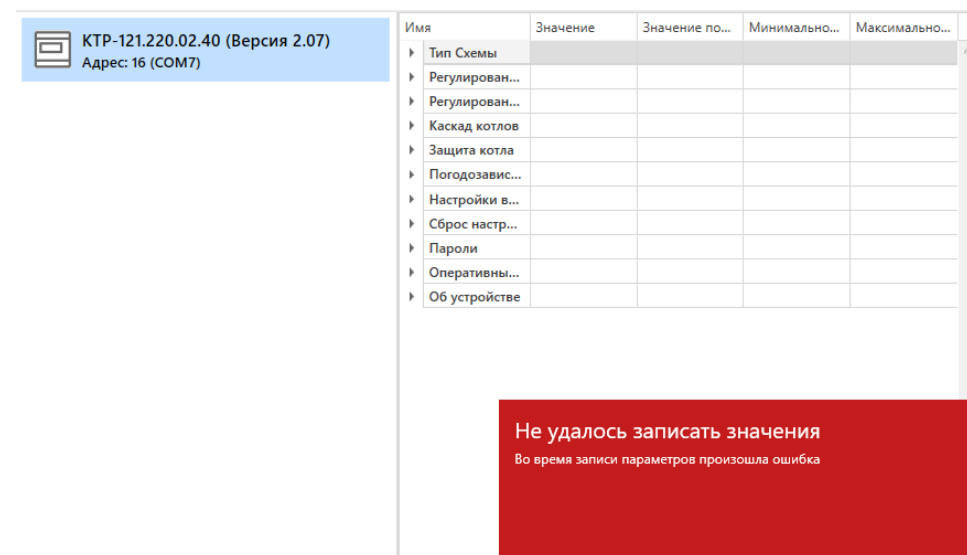 КТР-121.220.02.40 (Версия 2.07)
Адрес: 16 (COM7)
Имя Значение Значение по... Минимально... Максимально...
Тип Схемы
Регулирован...
Регулирован...
Каскад котлов
Защита котла
Погодозавис...
Настройки в...
Сброс настр...
Пароли
Оперативны...
Об устройстве
Не удалось записать значения
Во время записи параметров произошла ошибка